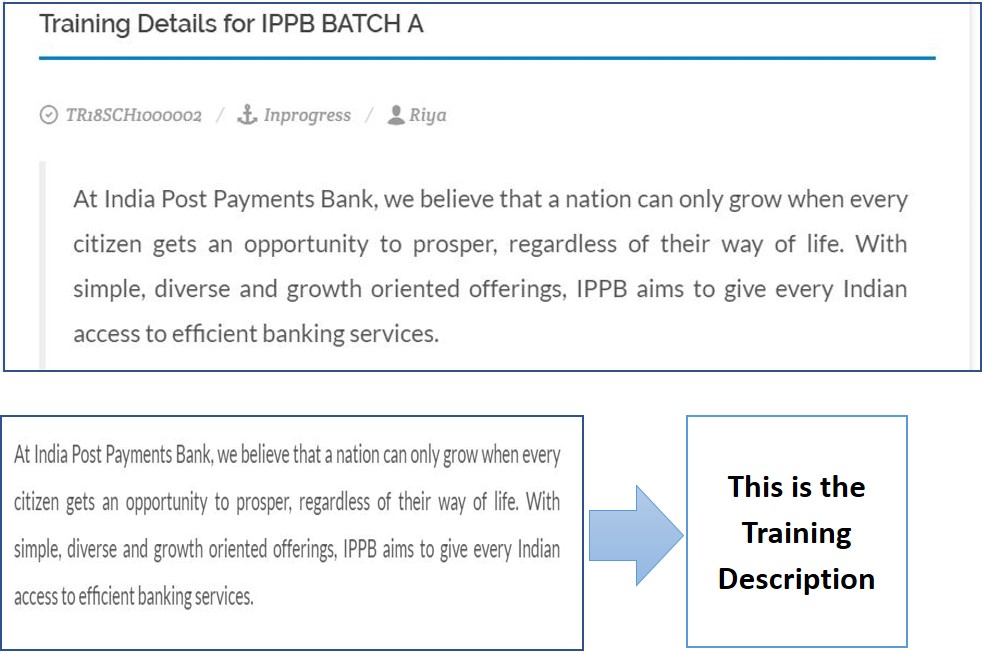 Training Details for IPPB BATCH A
TR18SCH1000002 / Inprogress / Riya
At India Post Payments Bank, we believe that a nation can only grow when every
citizen gets an opportunity to prosper, regardless of their way of life. With
simple, diverse and growth oriented offerings, IPPB aims to give every Indian
access to efficient banking services.
At India Post Payments Bank, we believe that a nation can only grow when every
citizen gets an opportunity to prosper, regardless of their way of life. With
simple, diverse and growth oriented offerings, IPPB aims to give every Indian
access to efficient banking services.
This is the
Training
Description